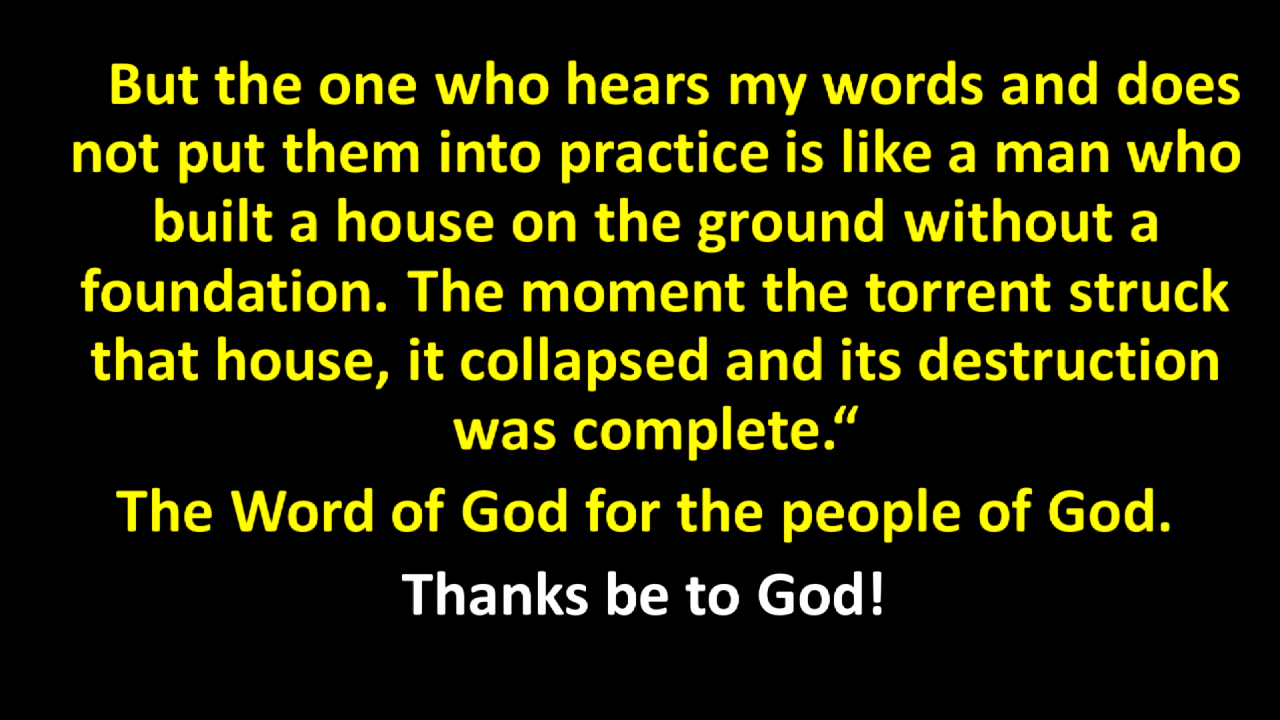 But the one who hears my words and does
not put them into practice is like a man who
built a house on the ground without a
foundation. The moment the torrent struck
that house, it collapsed and its destruction
was complete.“
The Word of God for the people of God.
Thanks be to God!